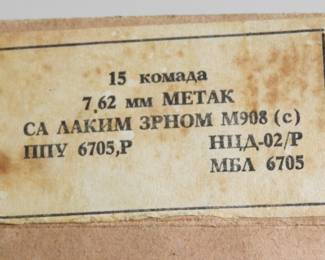 15 комада
7,62 мм МЕТАК
СА ЛАКИМ ЗРНОМ М908 (с)
ППУ 6705,Р НЦД-02/Р
МБЛ 6705